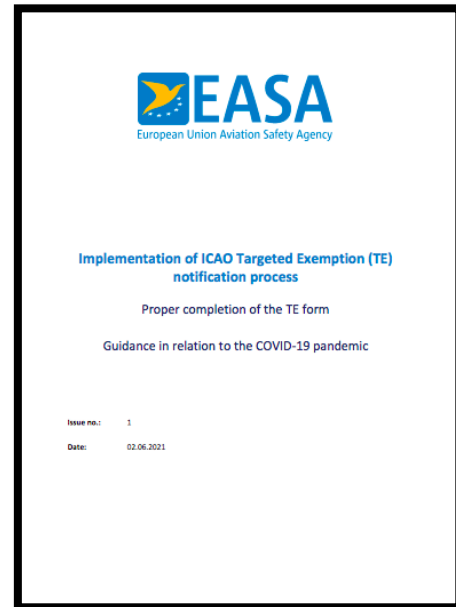 EASA
European Union Aviation Safety Agency
Implementation of ICAO Targeted Exemption (TE)
notification process
Proper completion of the TE form
Guidance in relation to the COVID-19 pandemic
Issue no.: 1
Date: 02.06.2021